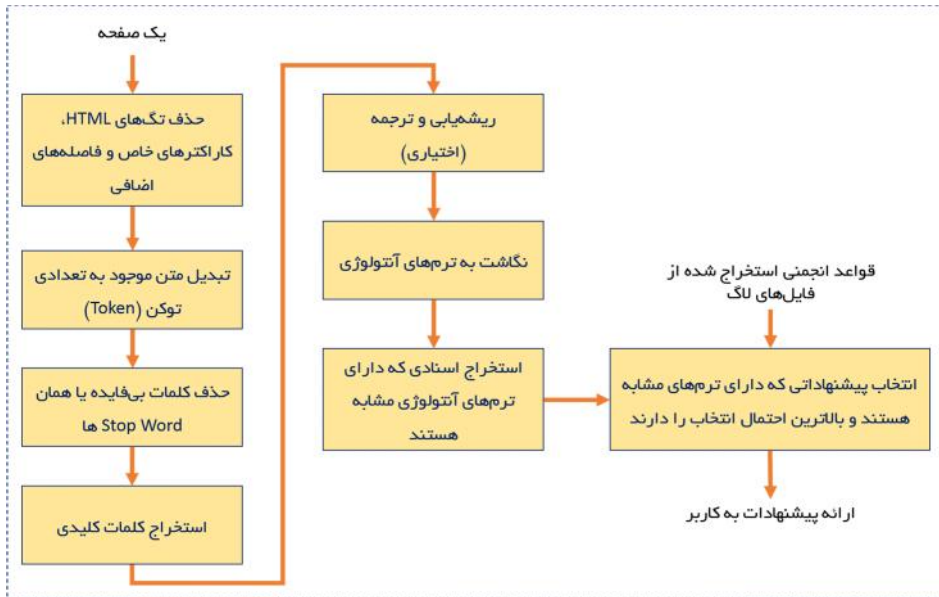 یک صفحه
حذف تگ‌های HTML،
کاراکترهای خاص و فاصله‌های
اضافی
تبدیل متن موجود به تعدادی
توکن (Token)
حذف کلمات بی‌فایده یا همان
Stop Word ها
استخراج کلمات کلیدی
ریشه‌یابی و ترجمه
(اختیاری)
نگاشت به ترم‌های آنتولوژی
استخراج اسنادی که دارای
ترم‌های آنتولوژی مشابه
هستند
قواعد انجمنی استخراج شده از
فایل‌های لاگ
انتخاب پیشنهاداتی که دارای ترم‌های مشابه
هستند و بالاترین احتمال انتخاب را دارند
ارائه پیشنهادات به کاربر